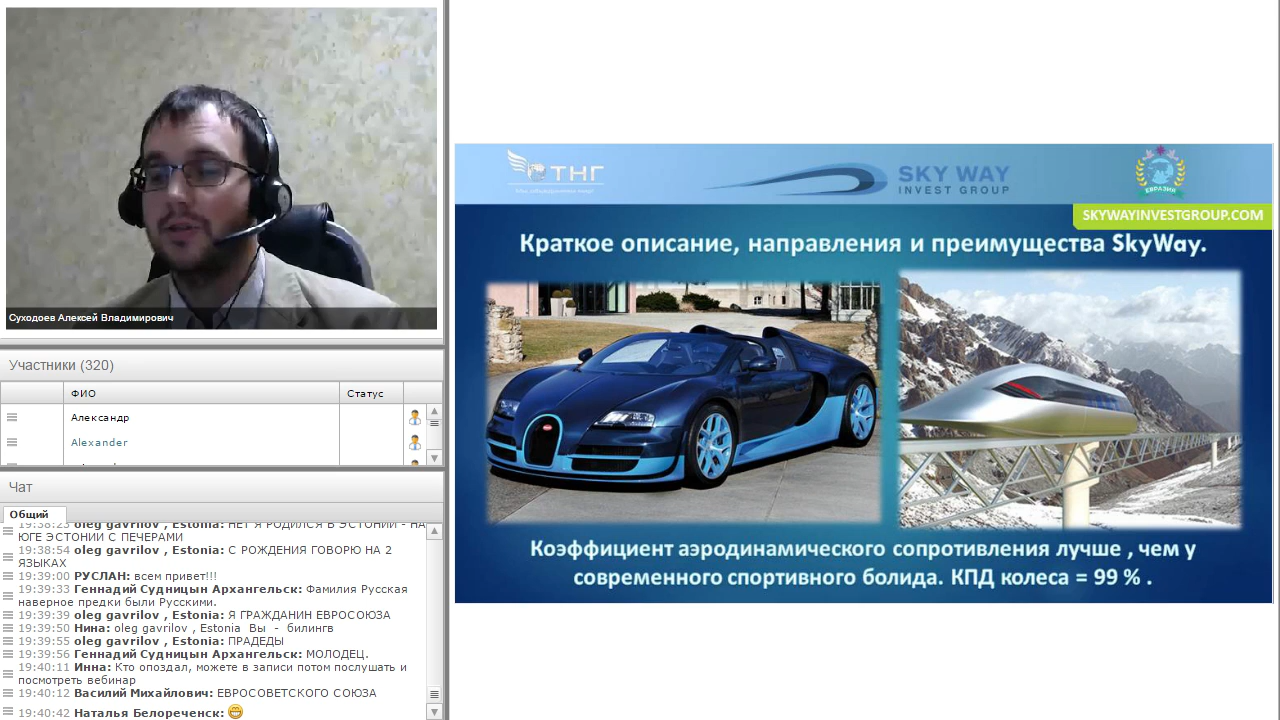 Суходоев Алексей Владимирович
Участники (320)
ФИО
Статус
Александр
Alexander
Чат
Общий
19:38:23 oleg gavrilov , Estonia: НЕТ Я РОДИЛСЯ В ЭСТОНИИ - НА
ЮГЕ ЭСТОНИИ С ПЕЧЕРАМИ
19:38:54 oleg gavrilov , Estonia: С РОЖДЕНИЯ ГОВОРЮ НА 2
ЯЗЫКАХ
19:39:00 РУСЛАН: всем привет!!!
19:39:33 Геннадий Судницын Архангельск: Фамилия Русская
наверное предки были Русскими.
19:39:39 oleg gavrilov , Estonia: Я ГРАЖДАНИН ЕВРОСОЮЗА
19:39:50 Нина: oleg gavrilov , Estonia Вы - билингв
19:39:55 oleg gavrilov , Estonia: ПРАДЕДЫ
19:39:56 Геннадий Судницын Архангельск: МОЛОДЕЦ.
19:40:11 Инна: Кто опоздал, можете в записи потом послушать и
посмотреть вебинар
19:40:12 Василий Михайлович: ЕВРОСОВЕТСКОГО СОЮЗА
19:40:42 Наталья Белореченск:
ТНГ
SKY WAY
INVEST GROUP
ЕВРАЗИЯ
SKYWAYINVESTGROUP.COM
Краткое описание, направления и преимущества SkyWay.
Коэффициент аэродинамического сопротивления лучше , чем у
современного спортивного болида. КПД колеса = 99 % .